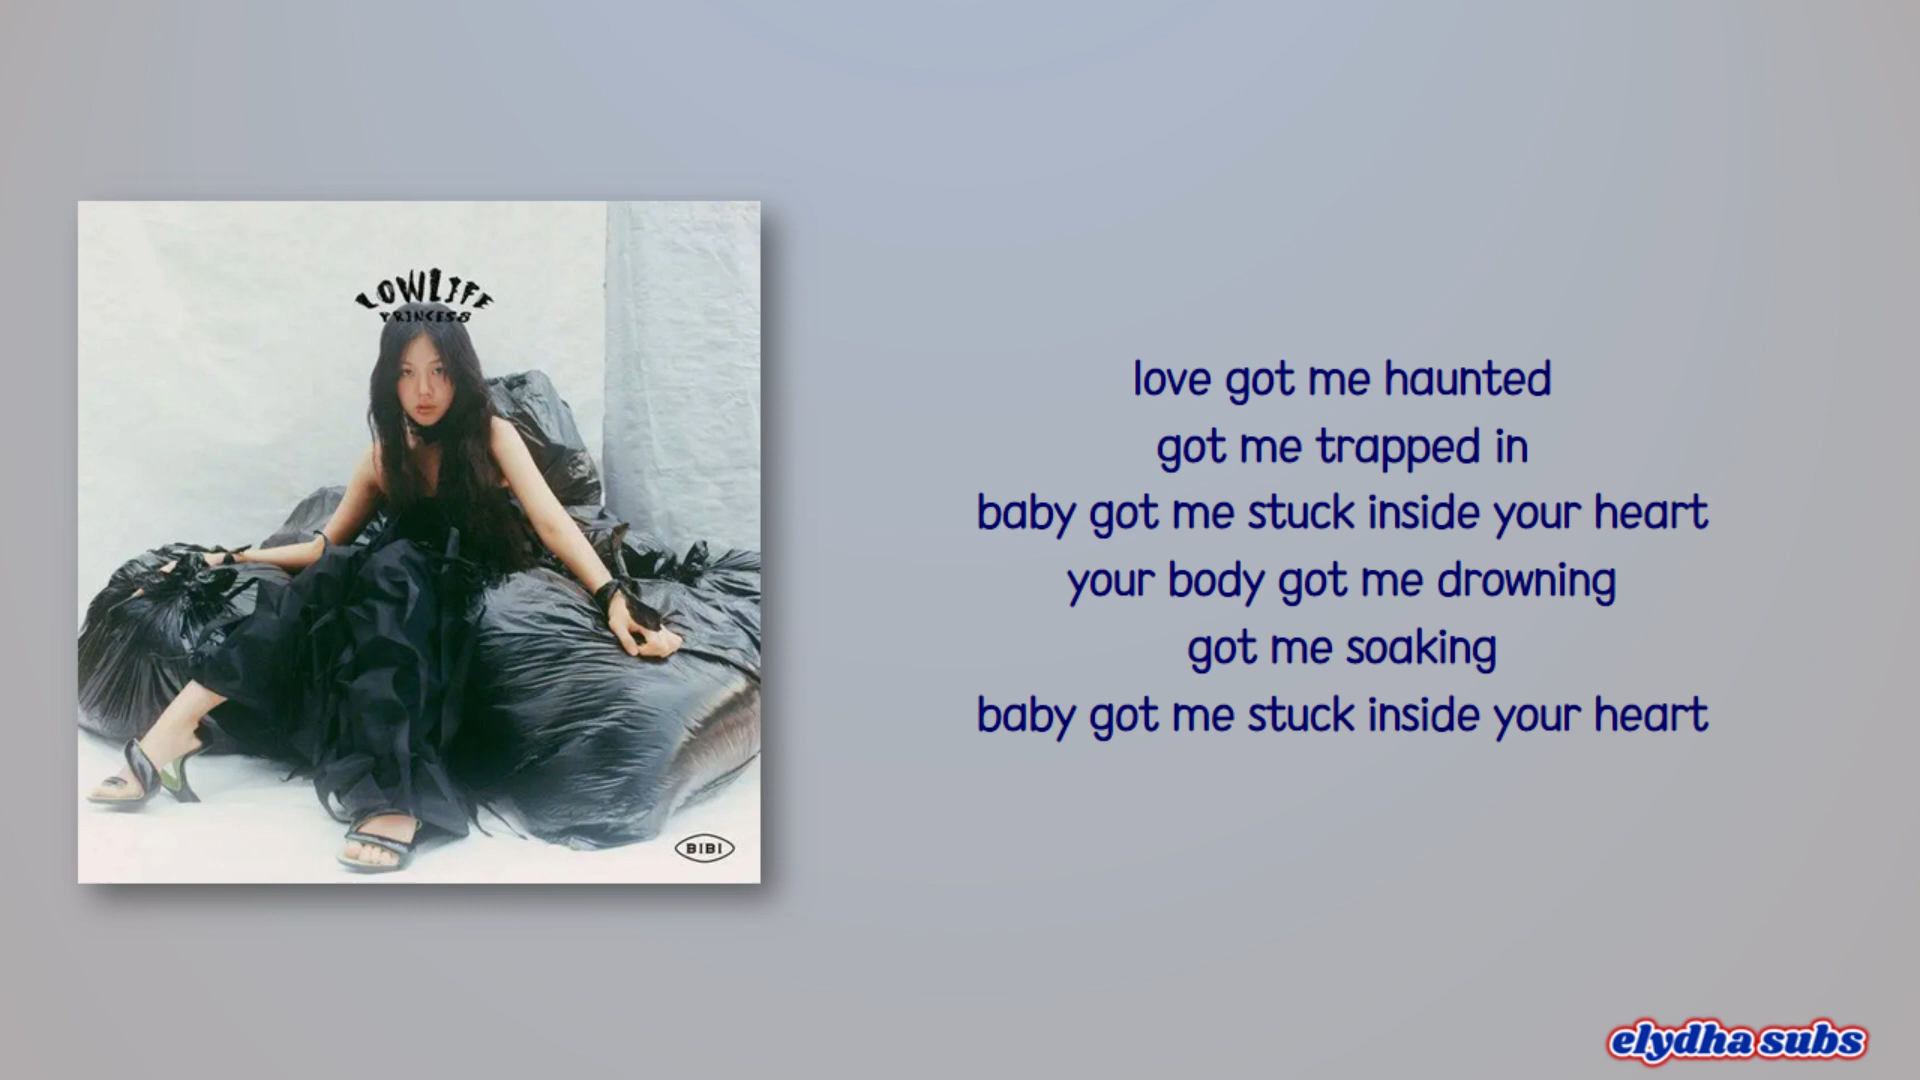 LOWLIFE
PRINCESS
BIBI
love got me haunted
got me trapped in
baby got me stuck inside your heart
your body got me drowning
got me soaking
baby got me stuck inside your heart
elydha subs